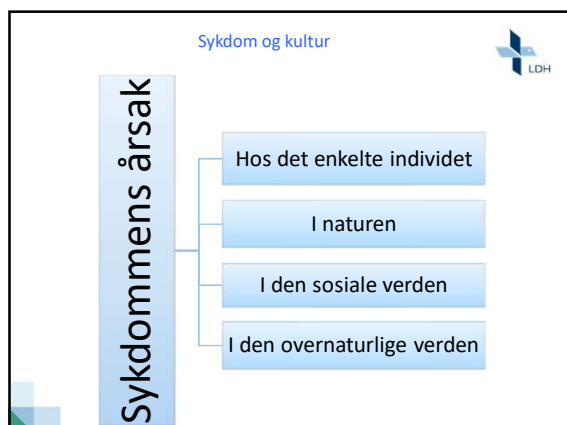 Sykdom og kultur
LDH
Sykdommens årsak
Hos det enkelte individet
I naturen
I den sosiale verden
I den overnaturlige verden